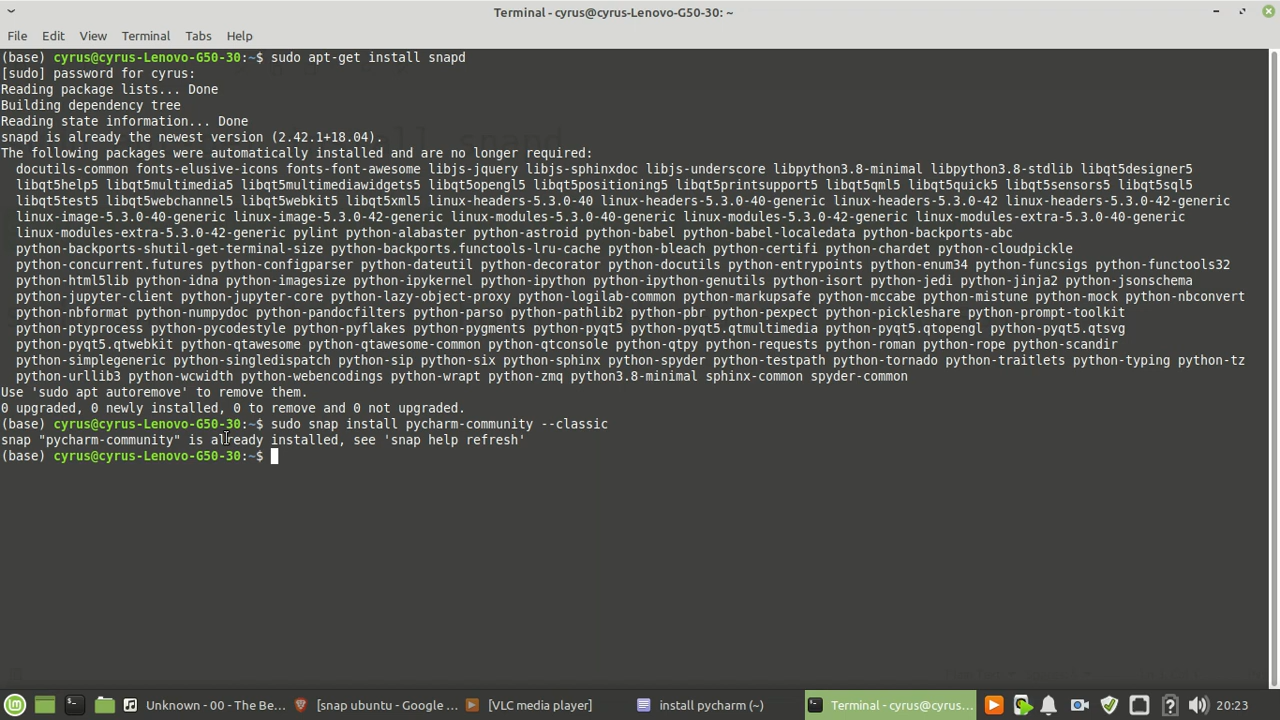 Terminal - cyrus@cyrus-Lenovo-G50-30: ~
File Edit View Terminal Tabs Help
(base) cyrus@cyrus-Lenovo-G50-30:~$ sudo apt-get install snapd
[sudo] password for cyrus:
Reading package lists... Done
Building dependency tree
Reading state information... Done
snapd is already the newest version (2.42.1+18.04).
The following packages were automatically installed and are no longer required:
docutils-common fonts-elusive-icons fonts-font-awesome libjs-jquery libjs-sphinxdoc libjs-underscore libpython3.8-minimal libpython3.8-stdlib libqt5designer5
libqt5help5 libqt5multimedia5 libqt5multimediawidgets5 libqt5opengl5 libqt5positioning5 libqt5printsupport5 libqt5qml5 libqt5quick5 libqt5sensors5 libqt5sql5
libqt5test5 libqt5webchannel5 libqt5webkit5 libqt5xml5 linux-headers-5.3.0-40 linux-headers-5.3.0-40-generic linux-headers-5.3.0-42 linux-headers-5.3.0-42-generic
linux-image-5.3.0-40-generic linux-image-5.3.0-42-generic linux-modules-5.3.0-40-generic linux-modules-5.3.0-42-generic linux-modules-extra-5.3.0-40-generic
linux-modules-extra-5.3.0-42-generic pylint python-alabaster python-astroid python-babel python-babel-localedata python-backports-abc
python-backports-shutil-get-terminal-size python-backports.functools-lru-cache python-bleach python-certifi python-chardet python-cloudpickle
python-concurrent.futures python-configparser python-dateutil python-decorator python-docutils python-entrypoints python-enum34 python-funcsigs python-functools32
python-html5lib python-idna python-imagesize python-ipykernel python-ipython python-ipython-genutils python-isort python-jedi python-jinja2 python-jsonschema
python-jupyter-client python-jupyter-core python-lazy-object-proxy python-logilab-common python-markupsafe python-mccabe python-mistune python-mock python-nbconvert
python-nbformat python-numpydoc python-pandocfilters python-parso python-pathlib2 python-pbr python-pexpect python-pickleshare python-prompt-toolkit
python-ptyprocess python-pycodestyle python-pyflakes python-pygments python-pyqt5 python-pyqt5.qtmultimedia python-pyqt5.qtopengl python-pyqt5.qtsvg
python-pyqt5.qtwebkit python-qtawesome python-qtawesome-common python-qtconsole python-qtpy python-requests python-roman python-rope python-scandir
python-simplegeneric python-singledispatch python-sip python-six python-sphinx python-spyder python-testpath python-tornado python-traitlets python-typing python-tz
python-urllib3 python-wcwidth python-webencodings python-wrapt python-zmq python3.8-minimal sphinx-common spyder-common
Use 'sudo apt autoremove' to remove them.
0 upgraded, 0 newly installed, 0 to remove and 0 not upgraded.
(base) cyrus@cyrus-Lenovo-G50-30:~$ sudo snap install pycharm-community --classic
snap "pycharm-community" is already installed, see 'snap help refresh'
(base) cyrus@cyrus-Lenovo-G50-30:~$
Unknown - 00 - The Be... [snap ubuntu - Google ... [VLC media player] install pycharm (~) Terminal - cyrus@cyrus... 20:23